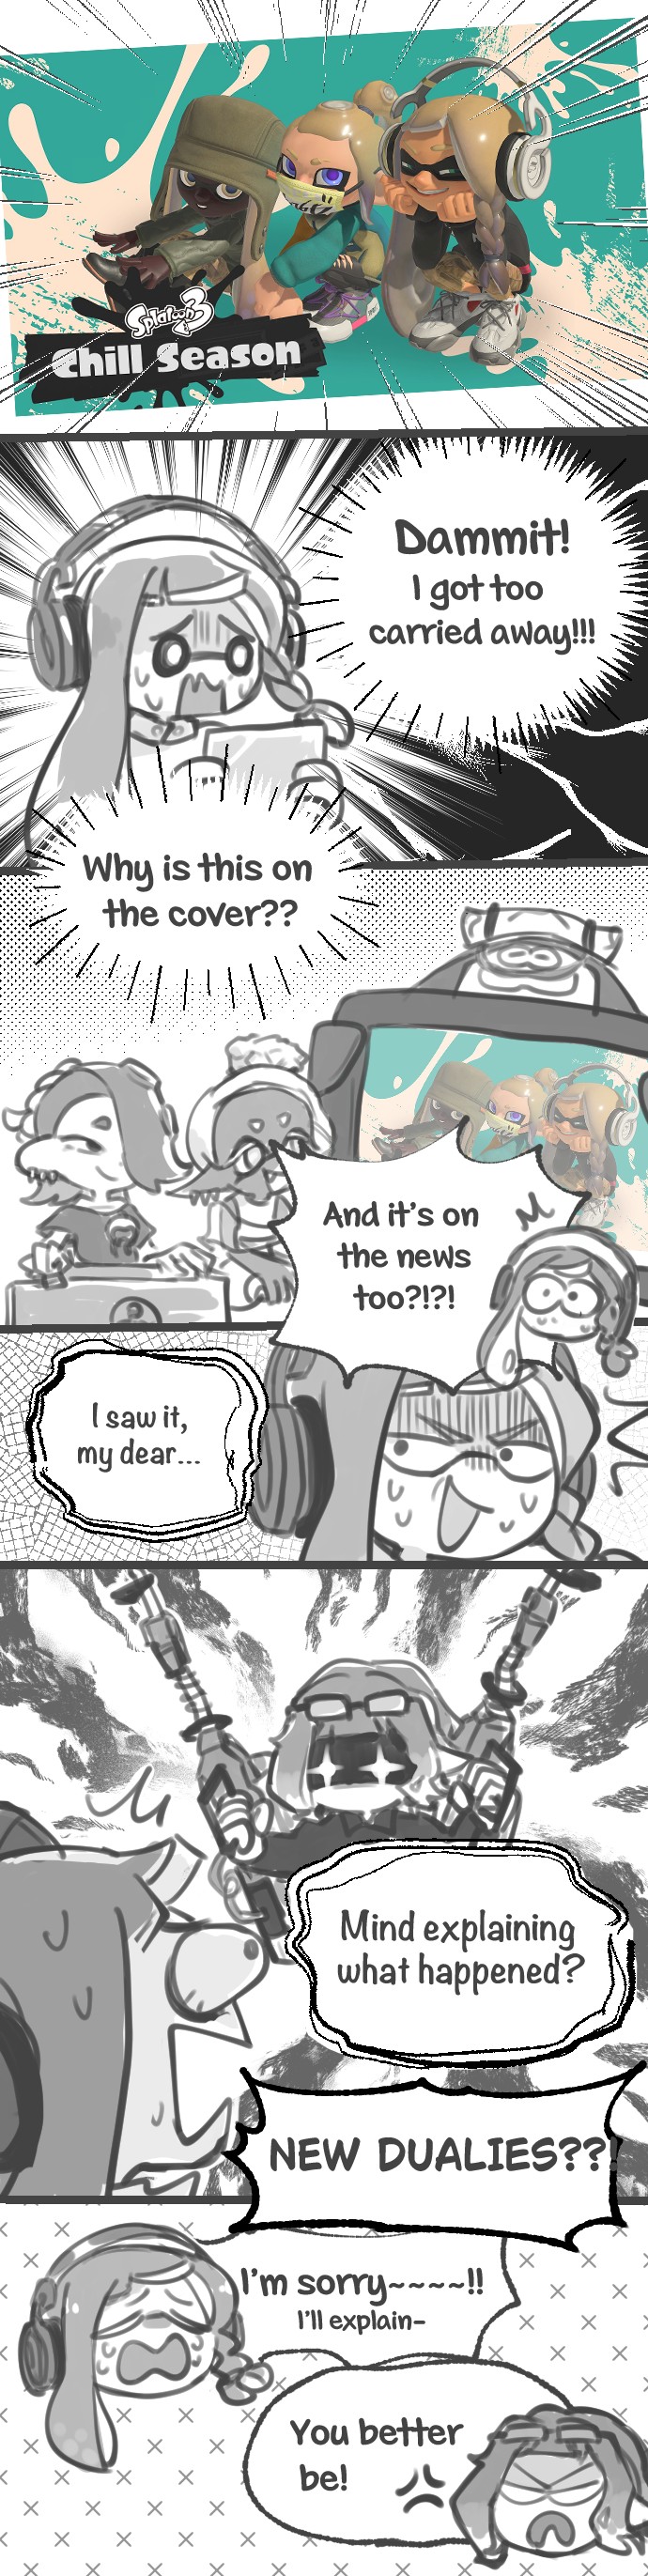 Splatoon 3
Chill Season
Dammit!
I got too
carried away!!!
Why is this on
the cover??
And it's on
the news
too?!?!
I saw it,
my dear...
Mind explaining
what happened?
NEW DUALIES??!
I'm sorry~~~~!!
I'll explain-
You better
be!